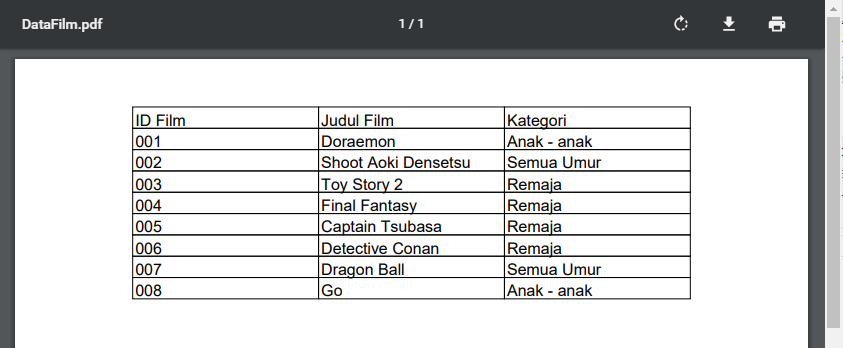 DataFilm.pdf 1 / 1
ID Film Judul Film Kategori
001 Doraemon Anak - anak
002 Shoot Aoki Densetsu Semua Umur
003 Toy Story 2 Remaja
004 Final Fantasy Remaja
005 Captain Tsubasa Remaja
006 Detective Conan Remaja
007 Dragon Ball Semua Umur
008 Go Anak - anak